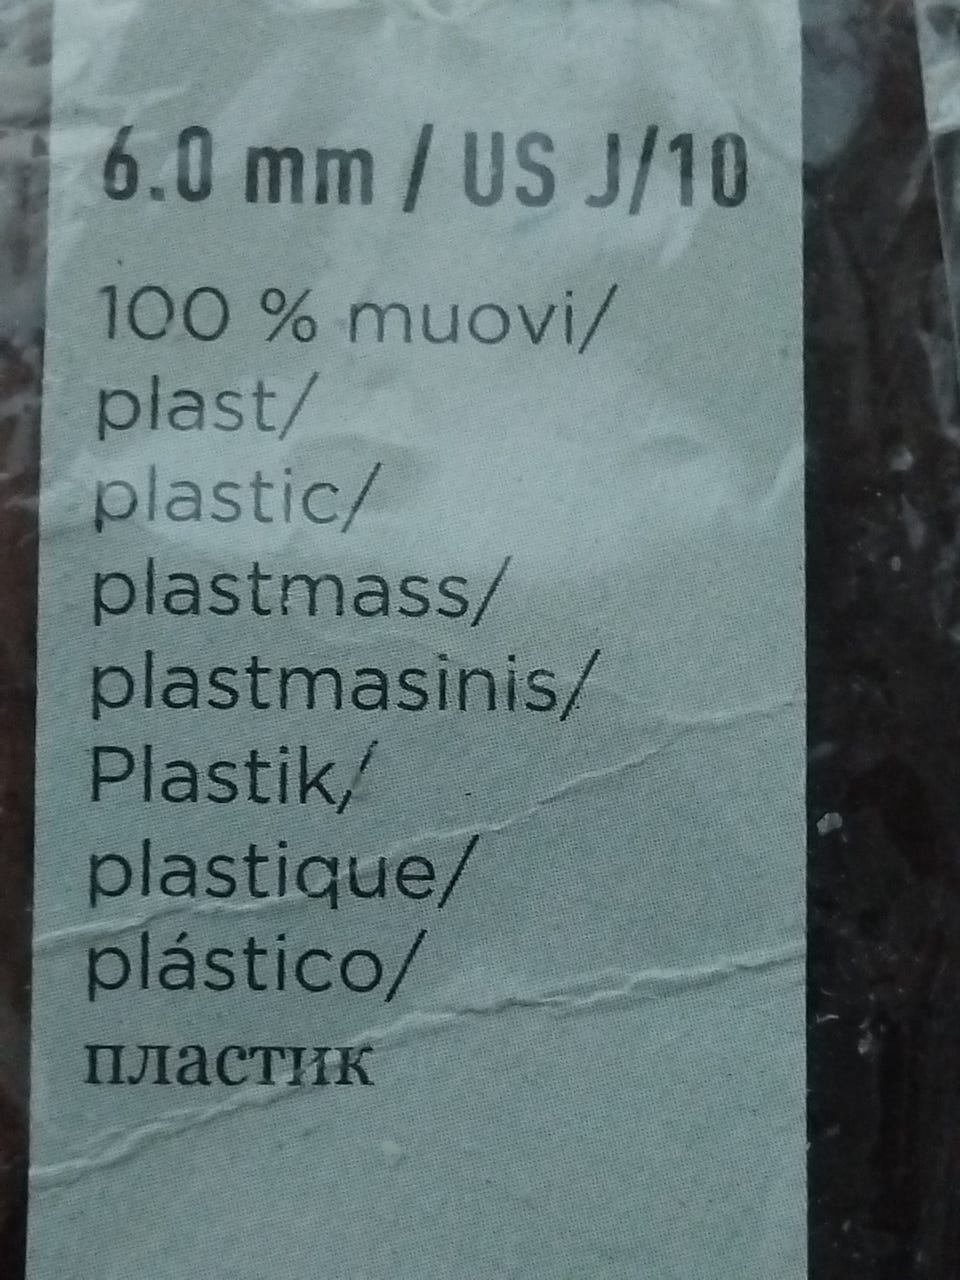 6.0 mm / US J/10
100 % muovi/
plast/
plastic/
plastmass/
plastmasinis/
Plastik/
plastique/
plástico/
пластик